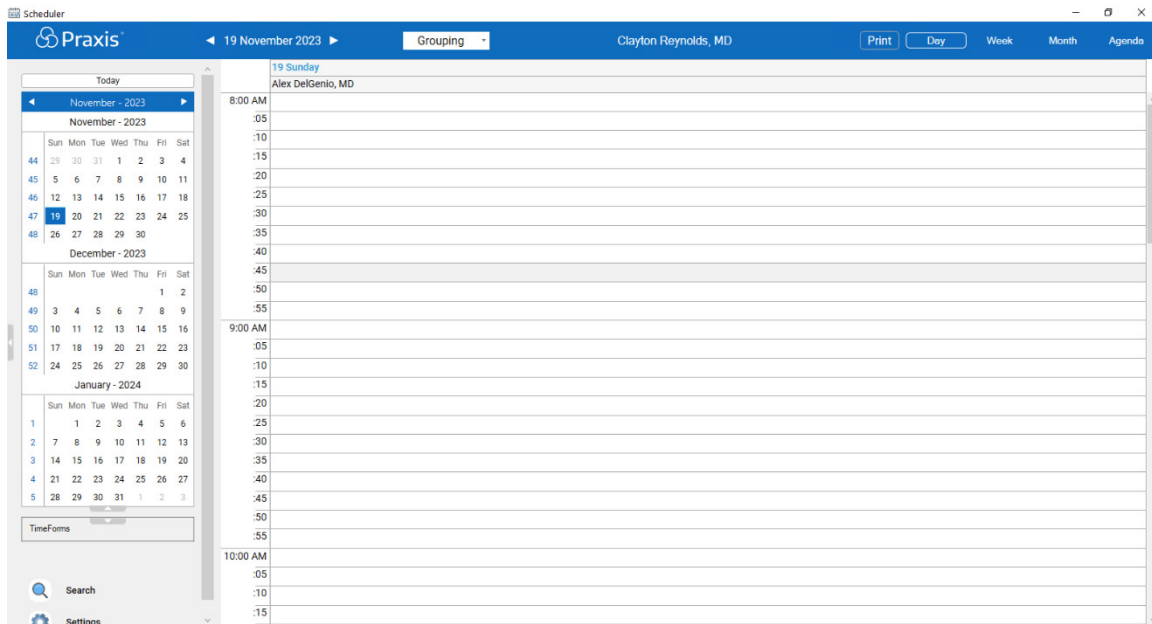 Scheduler
Praxis
19 November 2023
Grouping
Clayton Reynolds, MD
Print
Day
Week
Month
Agenda
Today
November - 2023
November - 2023
Sun Mon Tue Wed Thu Fri Sat
44 29 30 31 1 2 3 4
45 5 6 7 8 9 10 11
46 12 13 14 15 16 17 18
47 19 20 21 22 23 24 25
48 26 27 28 29 30
December - 2023
Sun Mon Tue Wed Thu Fri Sat
48 1 2
49 3 4 5 6 7 8 9
50 10 11 12 13 14 15 16
51 17 18 19 20 21 22 23
52 24 25 26 27 28 29 30
January - 2024
Sun Mon Tue Wed Thu Fri Sat
1 1 2 3 4 5 6
2 7 8 9 10 11 12 13
3 14 15 16 17 18 19 20
4 21 22 23 24 25 26 27
5 28 29 30 31 1 2 3
TimeForms
Search
Settings
19 Sunday
Alex DelGenio, MD
8:00 AM
:05
:10
:15
:20
:25
:30
:35
:40
:45
:50
:55
9:00 AM
:05
:10
:15
:20
:25
:30
:35
:40
:45
:50
:55
10:00 AM
:05
:10
:15